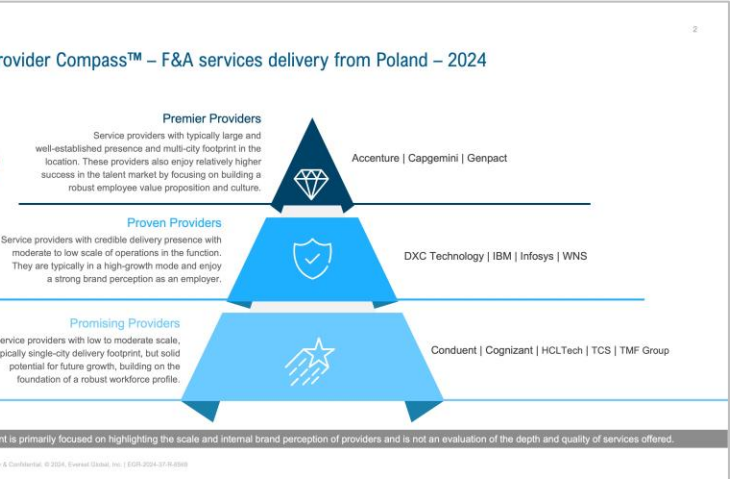 2
rovider Compass™ – F&A services delivery from Poland – 2024
Premier Providers
Service providers with typically large and
well-established presence and multi-city footprint in the
location. These providers also enjoy relatively higher
success in the talent market by focusing on building a
robust employee value proposition and culture.
Accenture | Capgemini | Genpact
Proven Providers
Service providers with credible delivery presence with
moderate to low scale of operations in the function.
They are typically in a high-growth mode and enjoy
a strong brand perception as an employer.
DXC Technology | IBM | Infosys | WNS
Promising Providers
ervice providers with low to moderate scale,
pically single-city delivery footprint, but solid
potential for future growth, building on the
foundation of a robust workforce profile.
Conduent | Cognizant | HCLTech | TCS | TMF Group
nt is primarily focused on highlighting the scale and internal brand perception of providers and is not an evaluation of the depth and quality of services offered.
& Confidential. © 2024, Everest Global, Inc. |